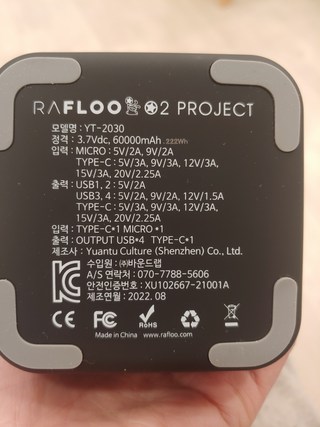 RAFLOO 2 PROJECT
모델명 : YT-2030
정격 : 3.7Vdc, 60000mAh .222Wh
입력 : MICRO : 5V/2A, 9V/2A
TYPE-C : 5V/3A, 9V/3A, 12V/3A,
15V/3A, 20V/2.25A
출력 : USB1, 2 : 5V/2A
USB3, 4 : 5V/2A, 9V/2A, 12V/1.5A
TYPE-C : 5V/3A, 9V/3A, 12V/3A,
15V/3A, 20V/2.25A
입력 : TYPE-C*1 MICRO *1
출력 : OUTPUT USB*4 TYPE-C*1
제조사 : Yuantu Culture (Shenzhen) Co., Ltd.
수입원 : ㈜바운드랩
A/S 연락처 : 070-7788-5606
안전인증번호 : XU102667-21001A
제조연월 : 2022. 08
KC
CE FC RoHS
Made in China www.rafloo.com